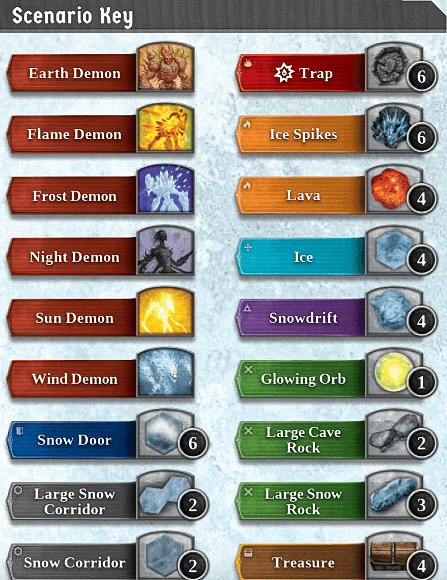 Scenario Key
Earth Demon
Flame Demon
Frost Demon
Night Demon
Sun Demon
Wind Demon
Snow Door 6
Large Snow
Corridor 2
Snow Corridor 2
Trap 6
Ice Spikes 6
Lava 4
Ice 4
Snowdrift 4
Glowing Orb 1
Large Cave
Rock 2
Large Snow
Rock 3
Treasure 4